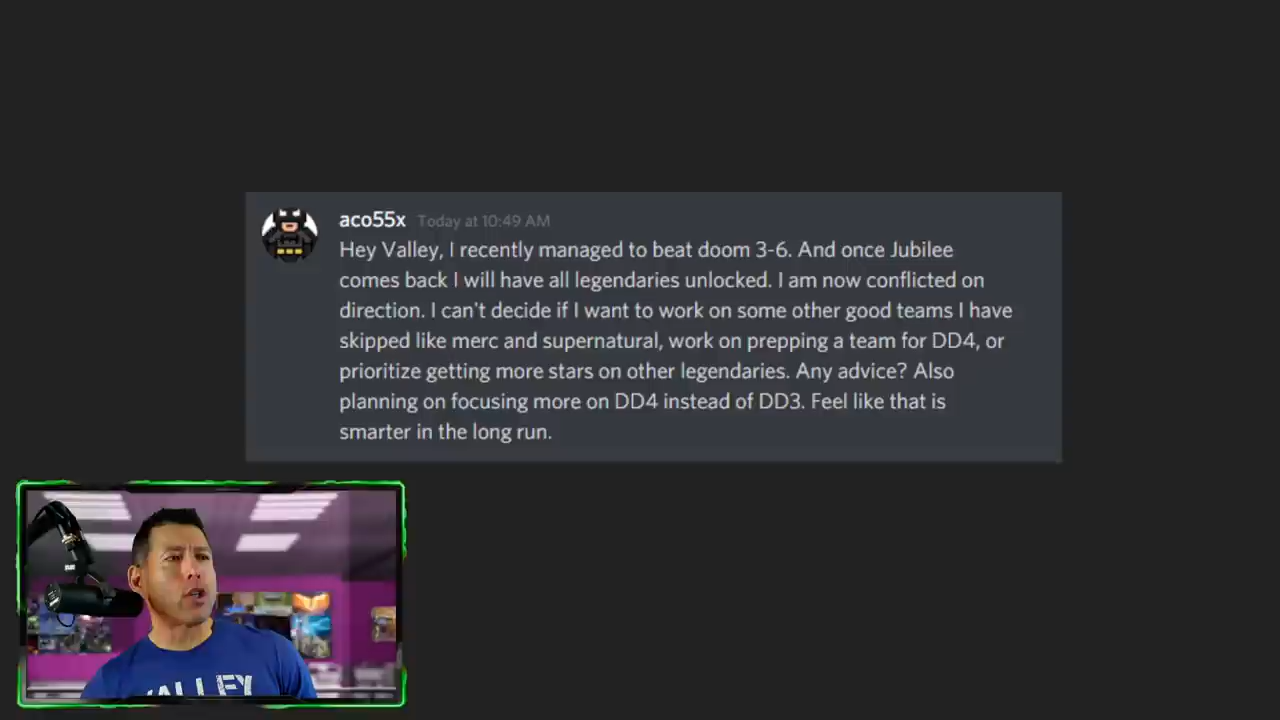 aco55x Today at 10:49 AM
Hey Valley, I recently managed to beat doom 3-6. And once Jubilee
comes back I will have all legendaries unlocked. I am now conflicted on
direction. I can't decide if I want to work on some other good teams I have
skipped like merc and supernatural, work on prepping a team for DD4, or
prioritize getting more stars on other legendaries. Any advice? Also
planning on focusing more on DD4 instead of DD3. Feel like that is
smarter in the long run.
VALLEY